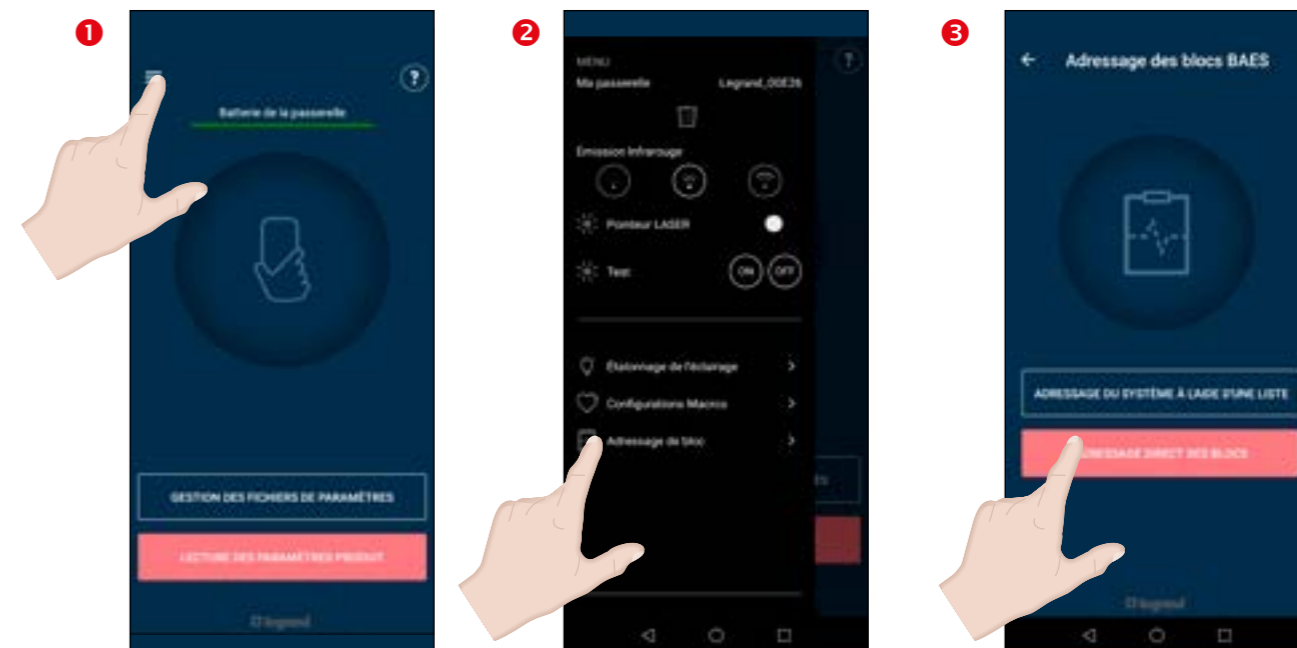 1
?
Batterie de la passerelle
GESTION DES FICHIERS DE PARAMÈTRES
LECTURE DES PARAMÈTRES PRODUIT
legrand
2
MENU
?
Ma passerelle Legrand_00E26
Emission Infrarouge
Pointeur LASER
Test ON OFF
Étalonnage de l'éclairage >
Configurations Macros >
Adressage de bloc >
ES
3
← Adressage des blocs BAES
ADRESSAGE DU SYSTÈME À L'AIDE D'UNE LISTE
ADRESSAGE DIRECT DES BLOCS
legrand